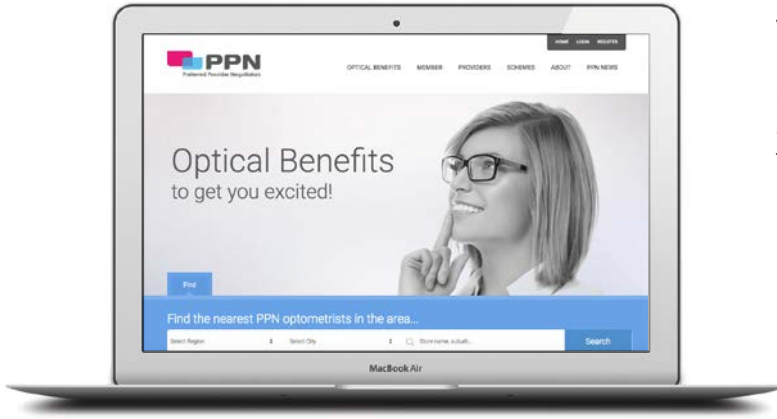 HOME LOGIN REGISTER
PPN
Preferred Provider Negotiators
OPTICAL BENEFITS MEMBER PROVIDERS SCHEMES ABOUT PPN NEWS
Optical Benefits
to get you excited!
Find
Find the nearest PPN optometrists in the area...
Select Region Select City Store name, suburb... Search
MacBook Air